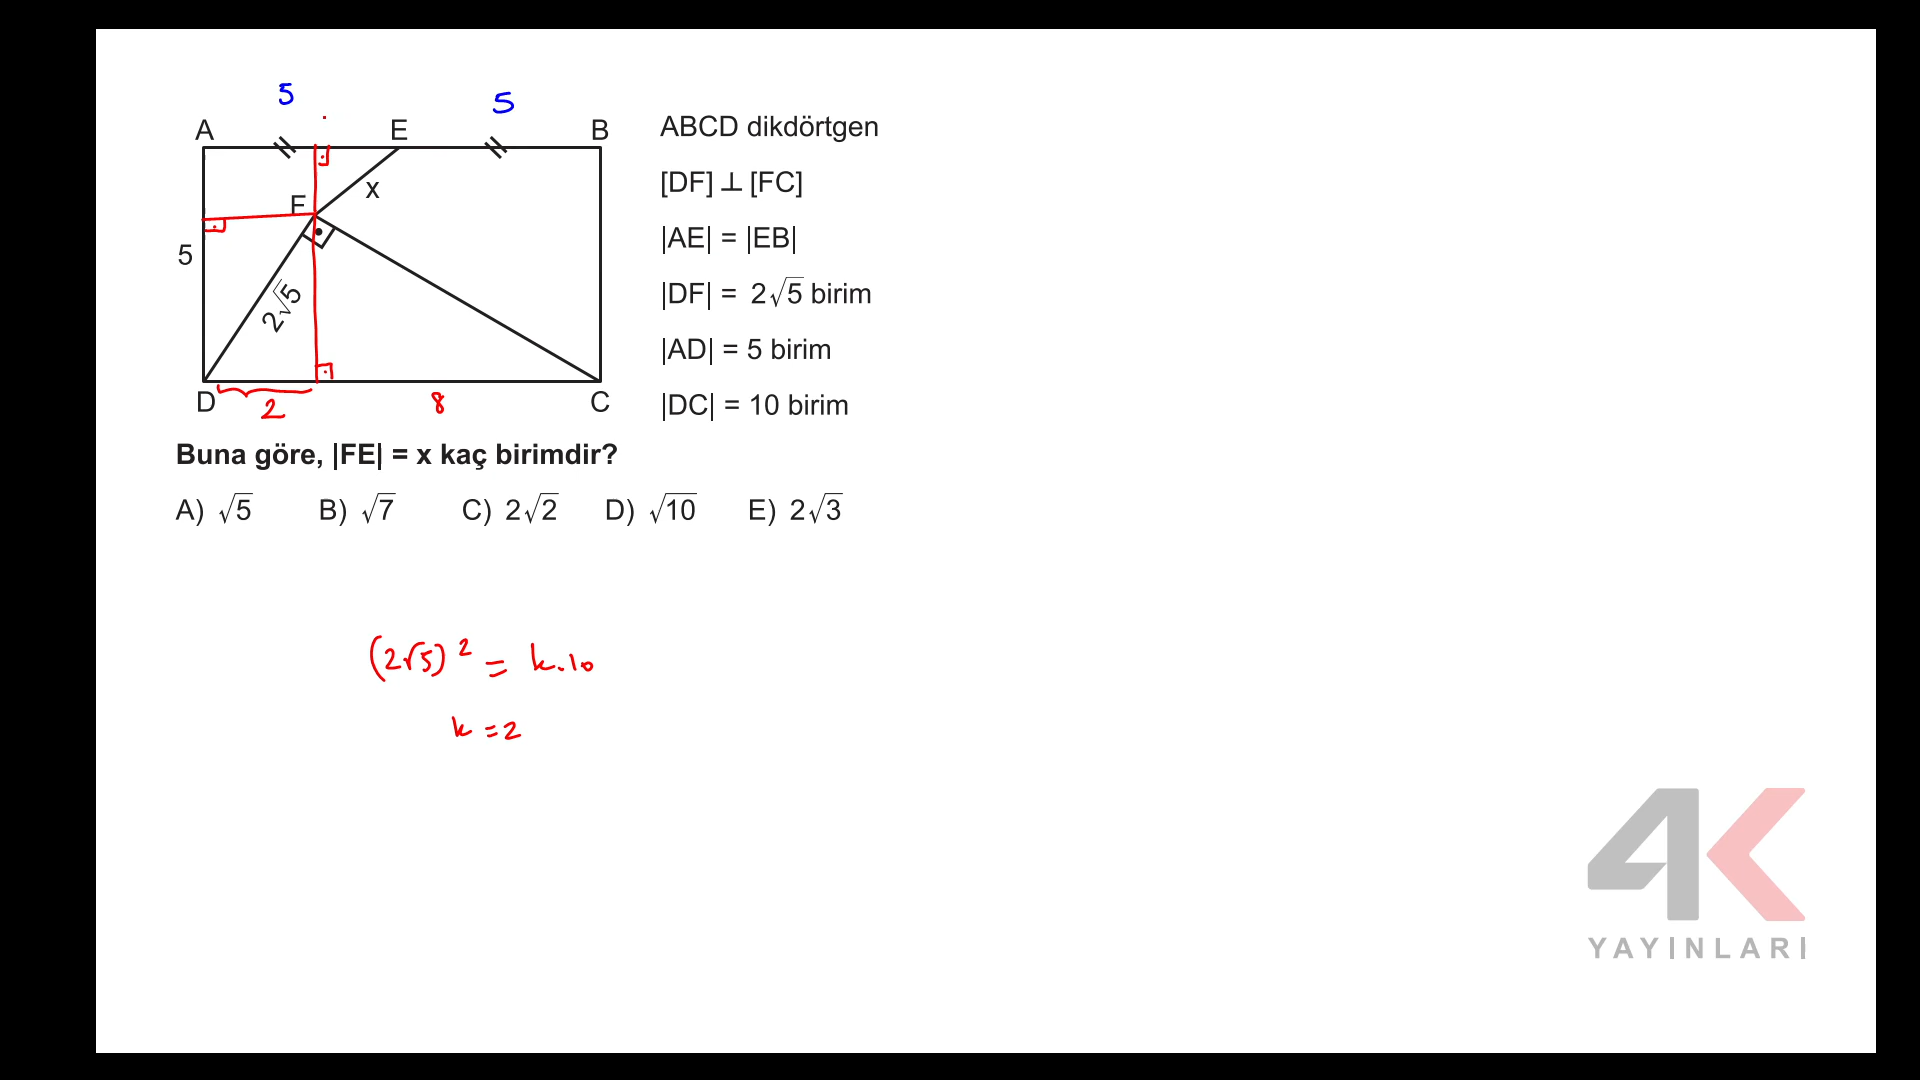 5 5
A E B
x
F
5
2√5
D C
2 8
ABCD dikdörtgen
[DF] ⊥ [FC]
|AE| = |EB|
|DF| = 2√5 birim
|AD| = 5 birim
|DC| = 10 birim
Buna göre, |FE| = x kaç birimdir?
A) √5 B) √7 C) 2√2 D) √10 E) 2√3
(2√5)² = k.10
k = 2
4K
YAYINLARI